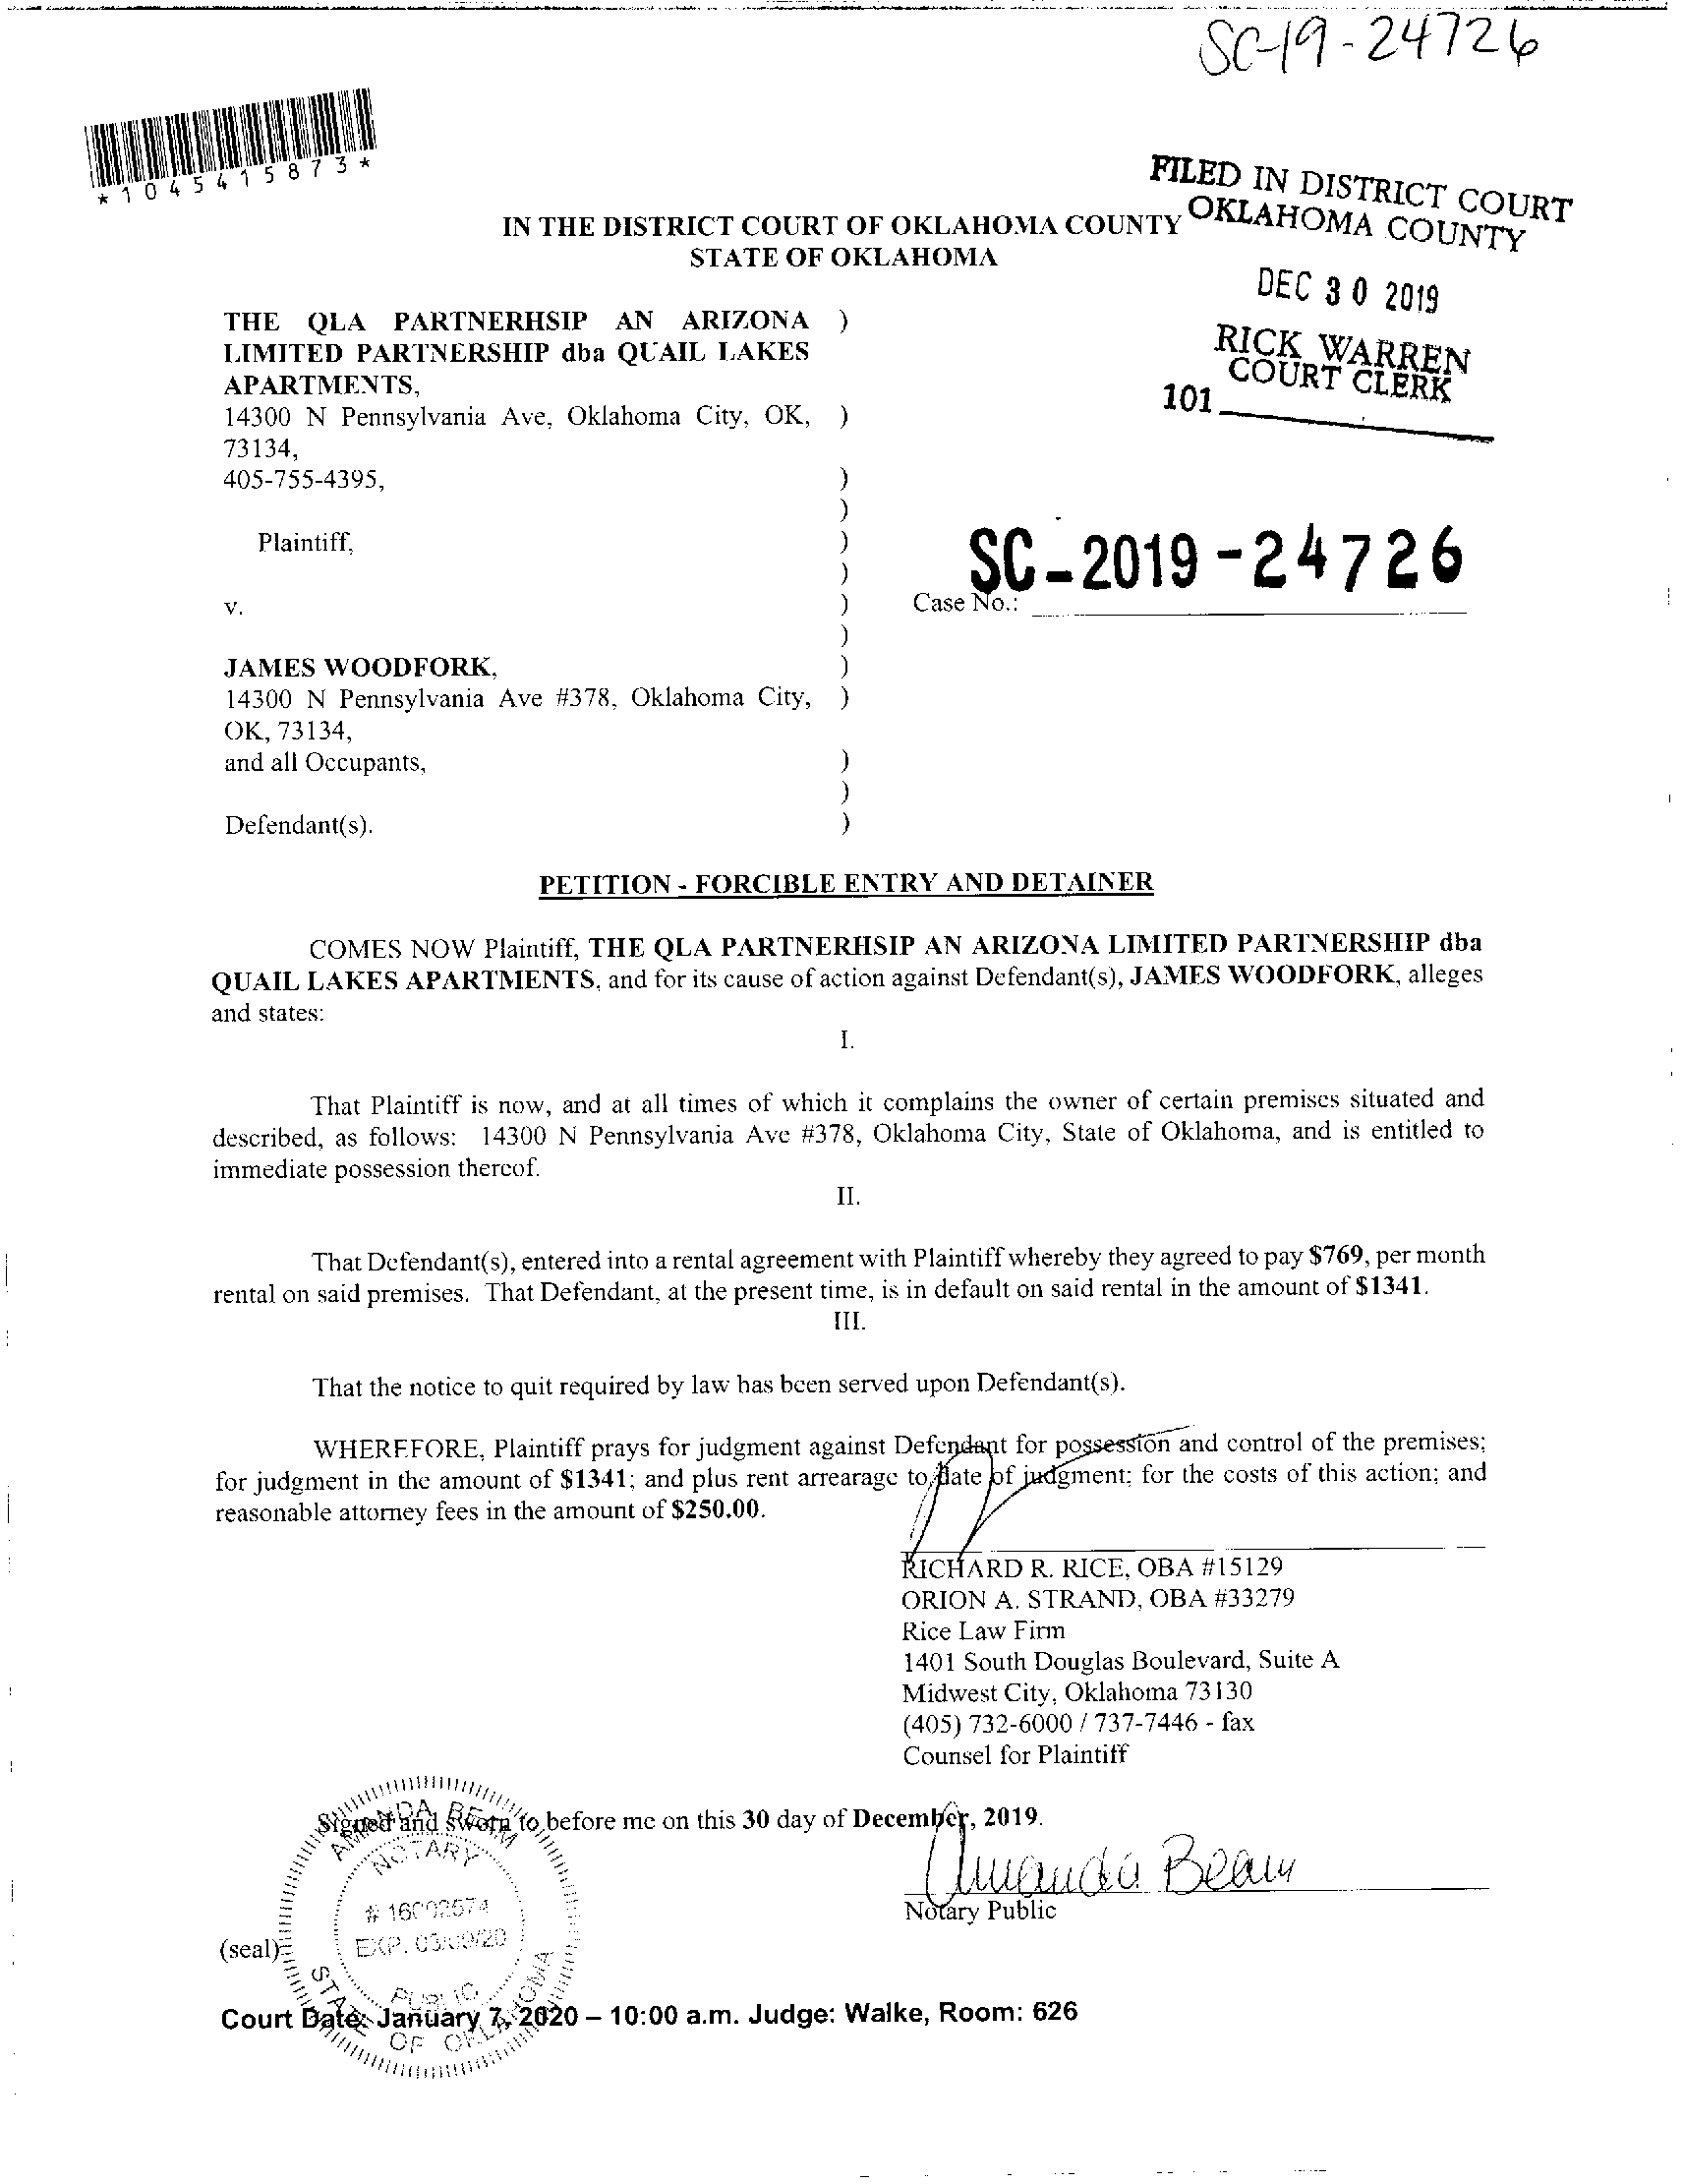 SC-19-24726
*1045415873*
FILED IN DISTRICT COURT
OKLAHOMA COUNTY
IN THE DISTRICT COURT OF OKLAHOMA COUNTY
STATE OF OKLAHOMA
DEC 30 2019
RICK WARREN
COURT CLERK
101
THE QLA PARTNERHSIP AN ARIZONA )
LIMITED PARTNERSHIP dba QUAIL LAKES
APARTMENTS,
14300 N Pennsylvania Ave, Oklahoma City, OK, )
73134,
405-755-4395, )
)
Plaintiff, )
)
SC-2019-24726
v. ) Case No.:
)
JAMES WOODFORK, )
14300 N Pennsylvania Ave #378, Oklahoma City, )
OK, 73134,
and all Occupants, )
)
Defendant(s). )
PETITION - FORCIBLE ENTRY AND DETAINER
COMES NOW Plaintiff, THE QLA PARTNERHSIP AN ARIZONA LIMITED PARTNERSHIP dba
QUAIL LAKES APARTMENTS, and for its cause of action against Defendant(s), JAMES WOODFORK, alleges
and states:
I.
That Plaintiff is now, and at all times of which it complains the owner of certain premises situated and
described, as follows: 14300 N Pennsylvania Ave #378, Oklahoma City, State of Oklahoma, and is entitled to
immediate possession thereof.
II.
That Defendant(s), entered into a rental agreement with Plaintiff whereby they agreed to pay $769, per month
rental on said premises. That Defendant, at the present time, is in default on said rental in the amount of $1341.
III.
That the notice to quit required by law has been served upon Defendant(s).
WHEREFORE, Plaintiff prays for judgment against Defendant for possession and control of the premises;
for judgment in the amount of $1341; and plus rent arrearage to date of judgment; for the costs of this action; and
reasonable attorney fees in the amount of $250.00.
RICHARD R. RICE, OBA #15129
ORION A. STRAND, OBA #33279
Rice Law Firm
1401 South Douglas Boulevard, Suite A
Midwest City, Oklahoma 73130
(405) 732-6000 / 737-7446 - fax
Counsel for Plaintiff
Signed and sworn to before me on this 30 day of December, 2019.
Amanda Beam
Notary Public
AMANDA BEAM
NOTARY
# 16002674
EXP. 03/09/20
PUBLIC
STATE OF OKLAHOMA
(seal)
Court Date: January 7, 2020 – 10:00 a.m. Judge: Walke, Room: 626